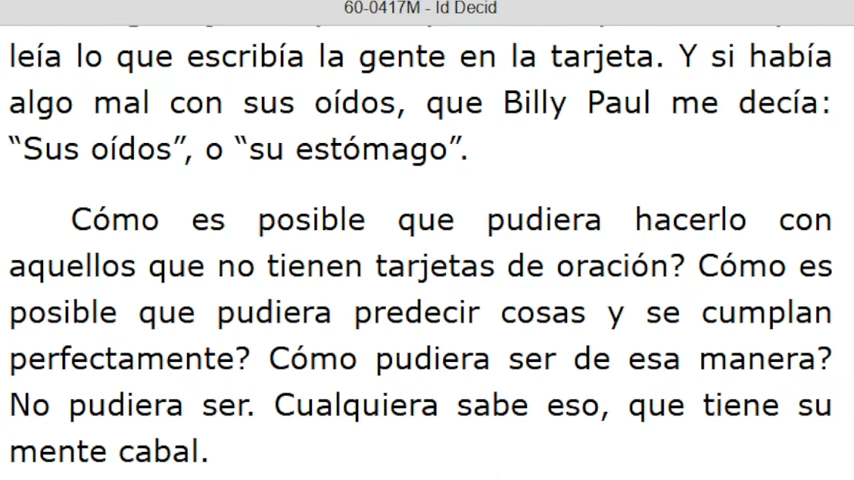 60-0417M - Id Decid
leía lo que escribía la gente en la tarjeta. Y si había
algo mal con sus oídos, que Billy Paul me decía:
“Sus oídos”, o “su estómago”.
Cómo es posible que pudiera hacerlo con
aquellos que no tienen tarjetas de oración? Cómo es
posible que pudiera predecir cosas y se cumplan
perfectamente? Cómo pudiera ser de esa manera?
No pudiera ser. Cualquiera sabe eso, que tiene su
mente cabal.